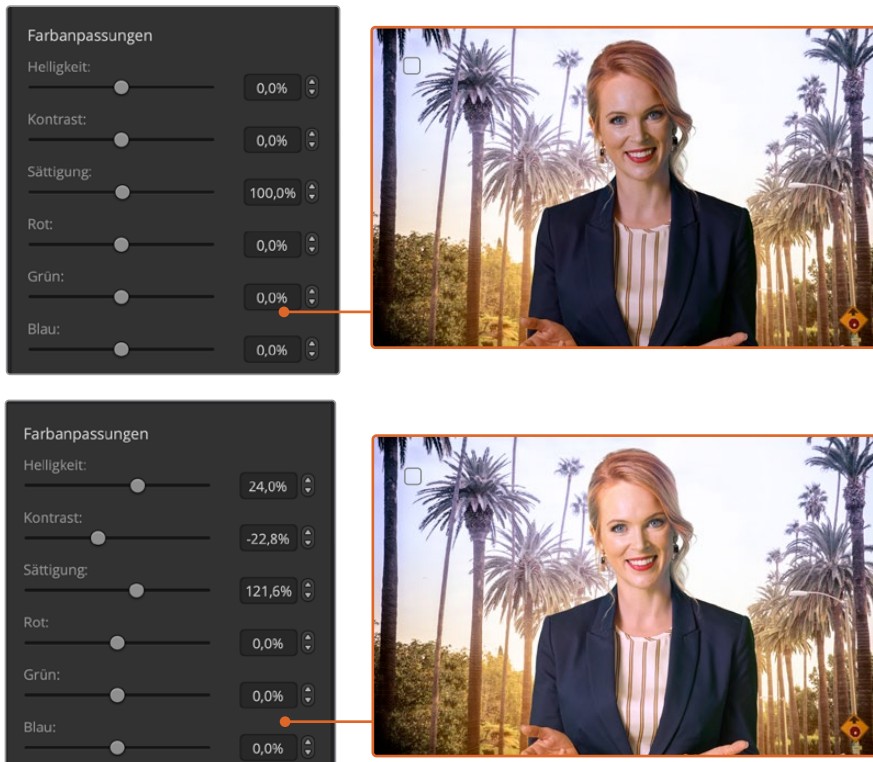 Farbanpassungen
Helligkeit:
0,0%
Kontrast:
0,0%
Sättigung:
100,0%
Rot:
0,0%
Grün:
0,0%
Blau:
0,0%
Farbanpassungen
Helligkeit:
24,0%
Kontrast:
-22,8%
Sättigung:
121,6%
Rot:
0,0%
Grün:
0,0%
Blau:
0,0%